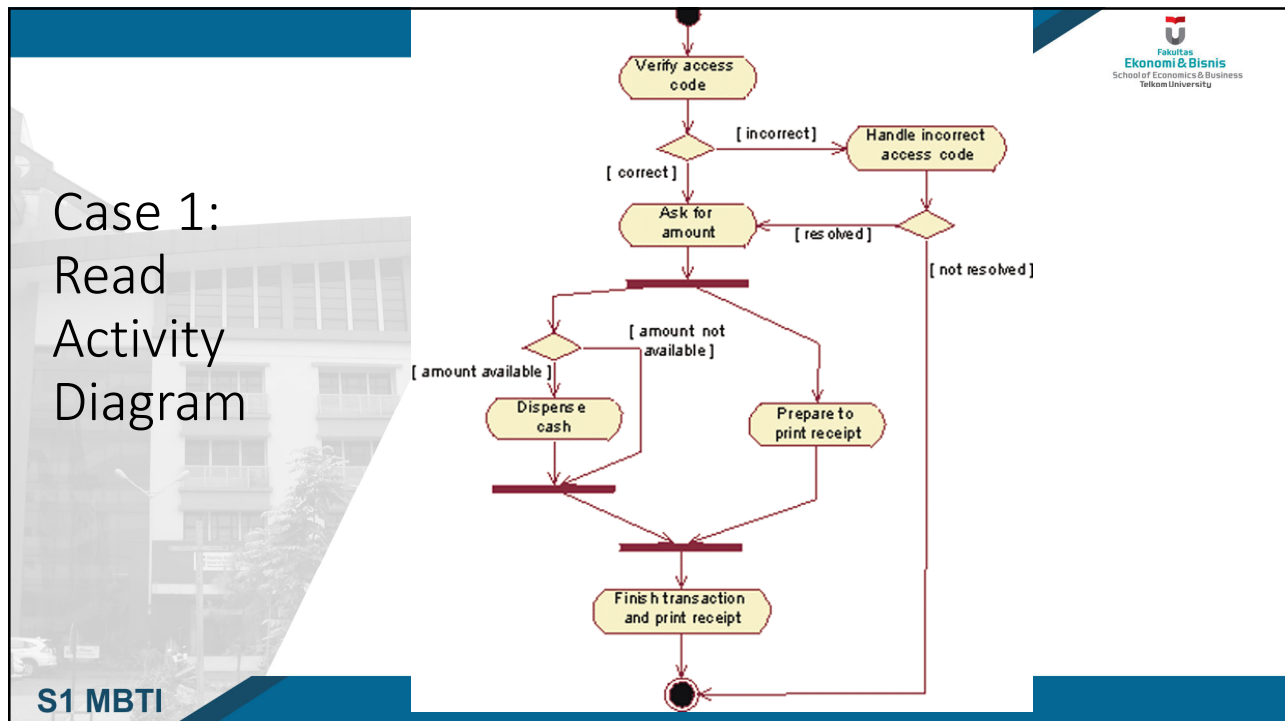 Fakultas
Ekonomi & Bisnis
School of Economics & Business
Telkom University
Case 1:
Read
Activity
Diagram
Verify access
code
[ incorrect]
Handle incorrect
access code
[ correct ]
Ask for
amount
[ resolved ]
[ not resolved]
[ amount not
available ]
[ amount available ]
Dispense
cash
Prepare to
print receipt
Finish transaction
and print receipt
S1 MBTI